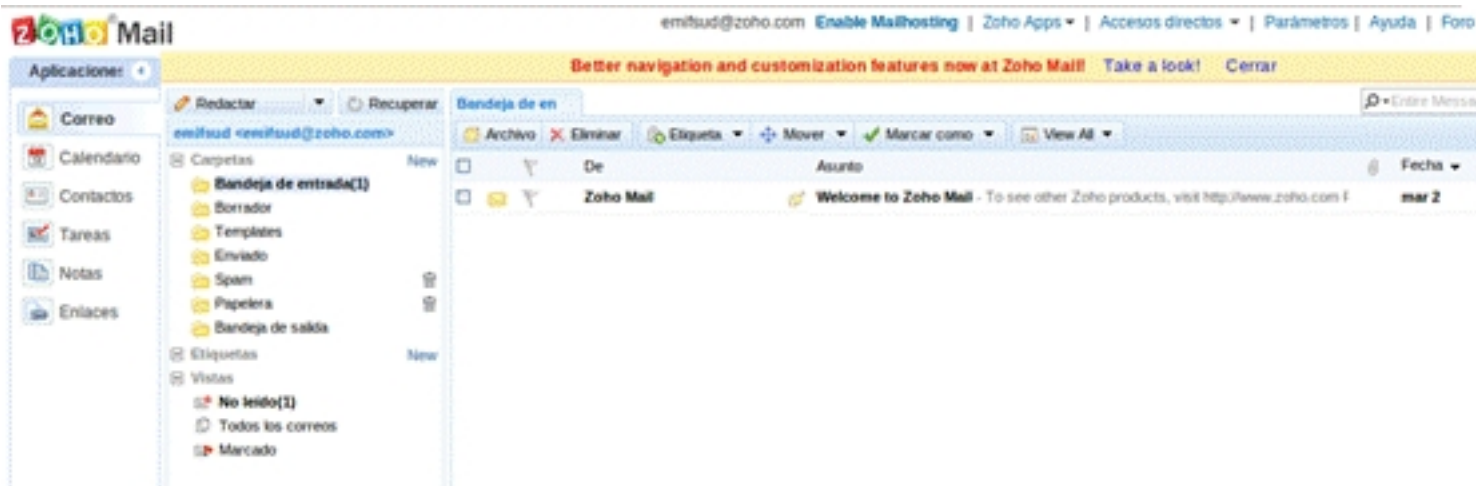 ZOHO Mail
emifsud@zoho.com Enable Mailhosting | Zoho Apps | Accesos directos | Parámetros | Ayuda | Foro
Aplicaciones
Better navigation and customization features now at Zoho Mail! Take a look! Cerrar
Correo
Calendario
Contactos
Tareas
Notas
Enlaces
Redactar Recuperar
emifsud <emifsud@zoho.com>
Carpetas New
Bandeja de entrada(1)
Borrador
Templates
Enviado
Spam
Papelera
Bandeja de salida
Etiquetas New
Vistas
No leído(1)
Todos los correos
Marcado
Bandeja de en
Entire Messa
Archivo Eliminar Etiqueta Mover Marcar como View All
De Asunto Fecha
Zoho Mail Welcome to Zoho Mail - To see other Zoho products, visit http://www.zoho.com mar 2